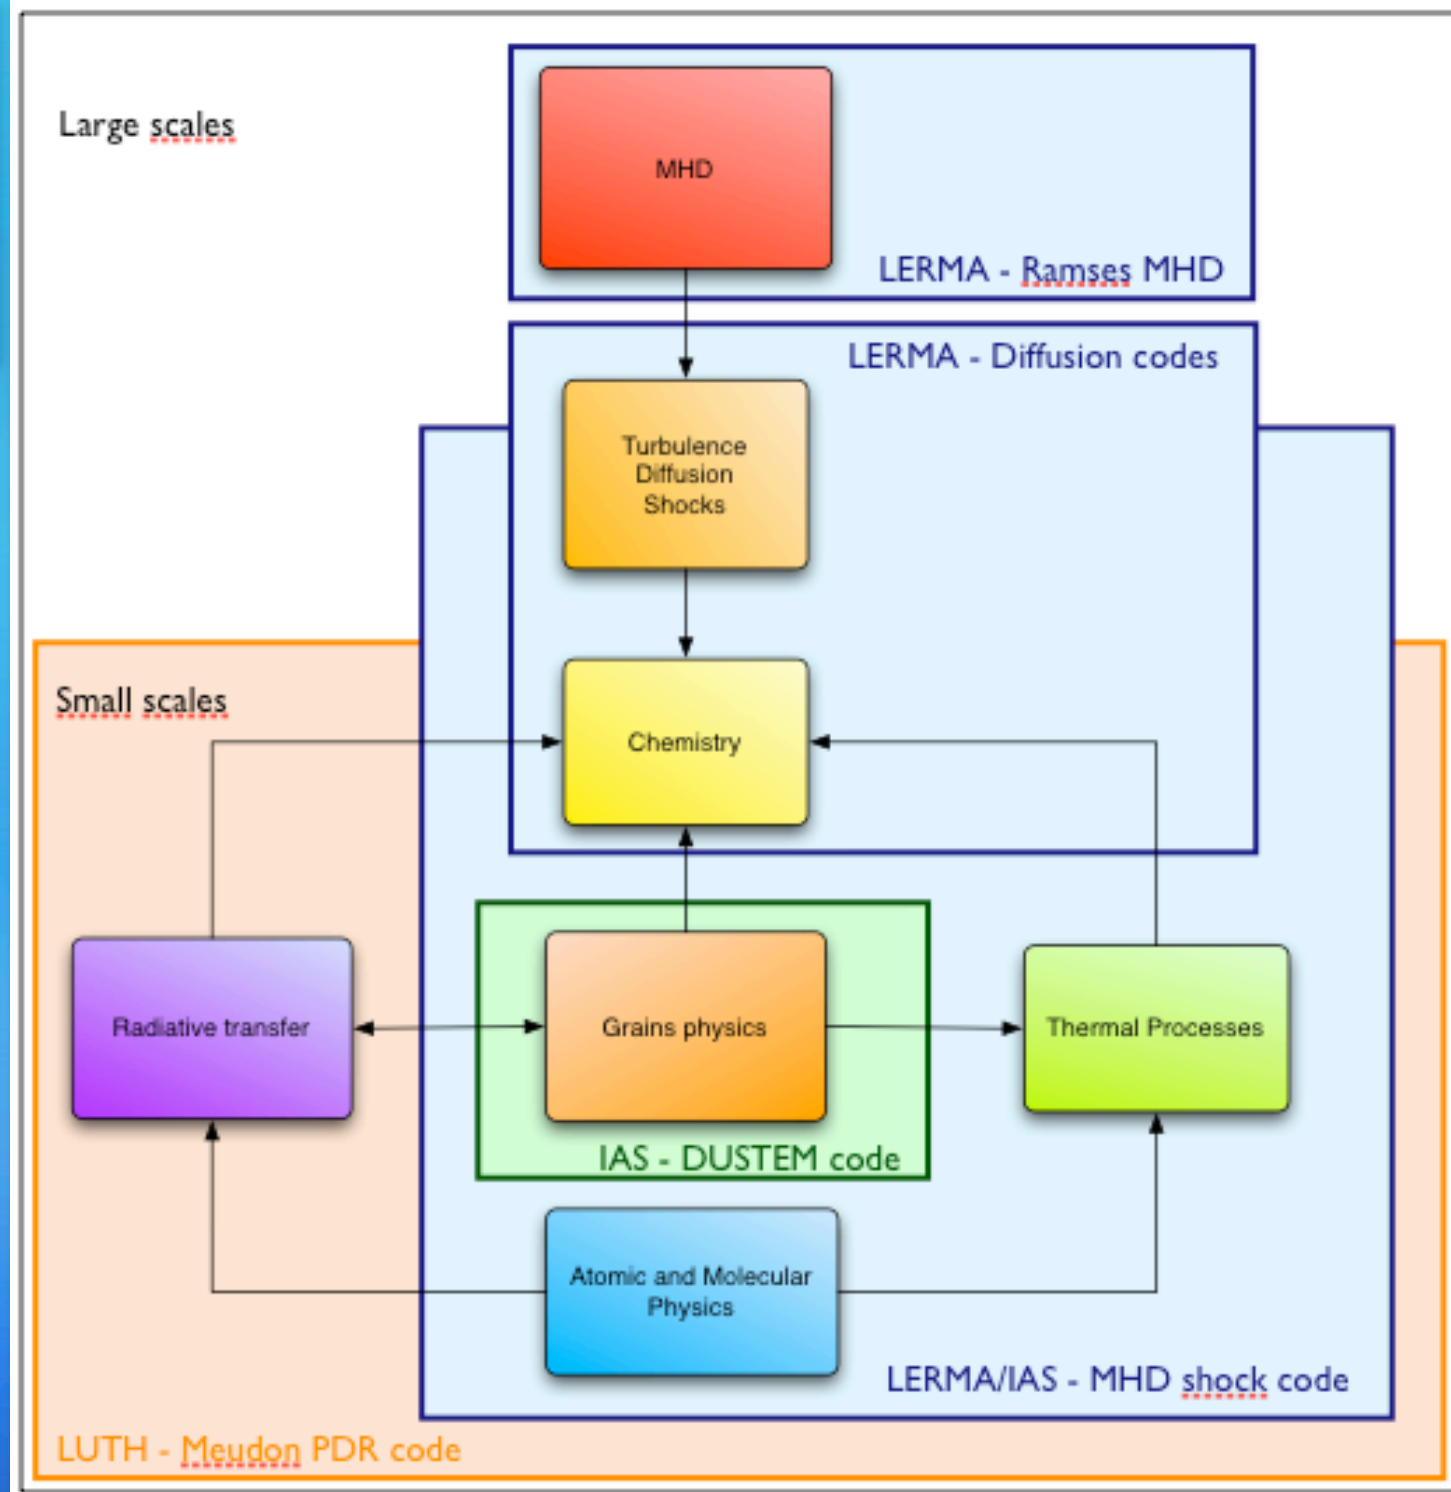 Large scales
MHD
LERMA - Ramses MHD
LERMA - Diffusion codes
Turbulence
Diffusion
Shocks
Small scales
Chemistry
Radiative transfer
Grains physics
Thermal Processes
IAS - DUSTEM code
Atomic and Molecular
Physics
LERMA/IAS - MHD shock code
LUTH - Meudon PDR code